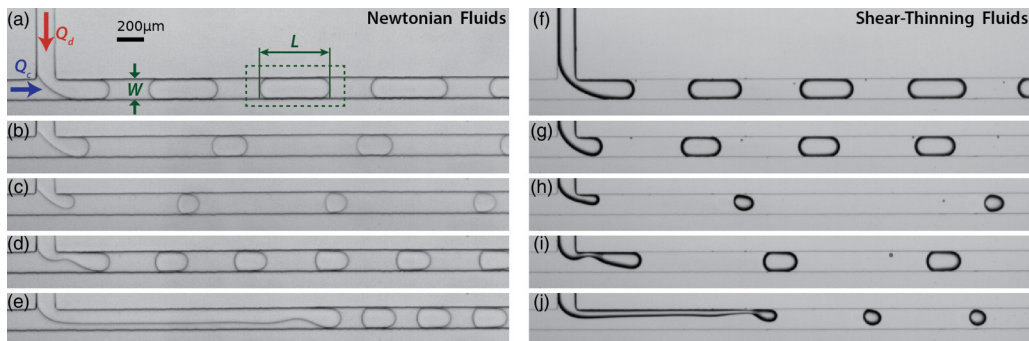 (a) 200μm Newtonian Fluids
Q_d
Q_c
L
W
(b)
(c)
(d)
(e)
(f) Shear-Thinning Fluids
(g)
(h)
(i)
(j)